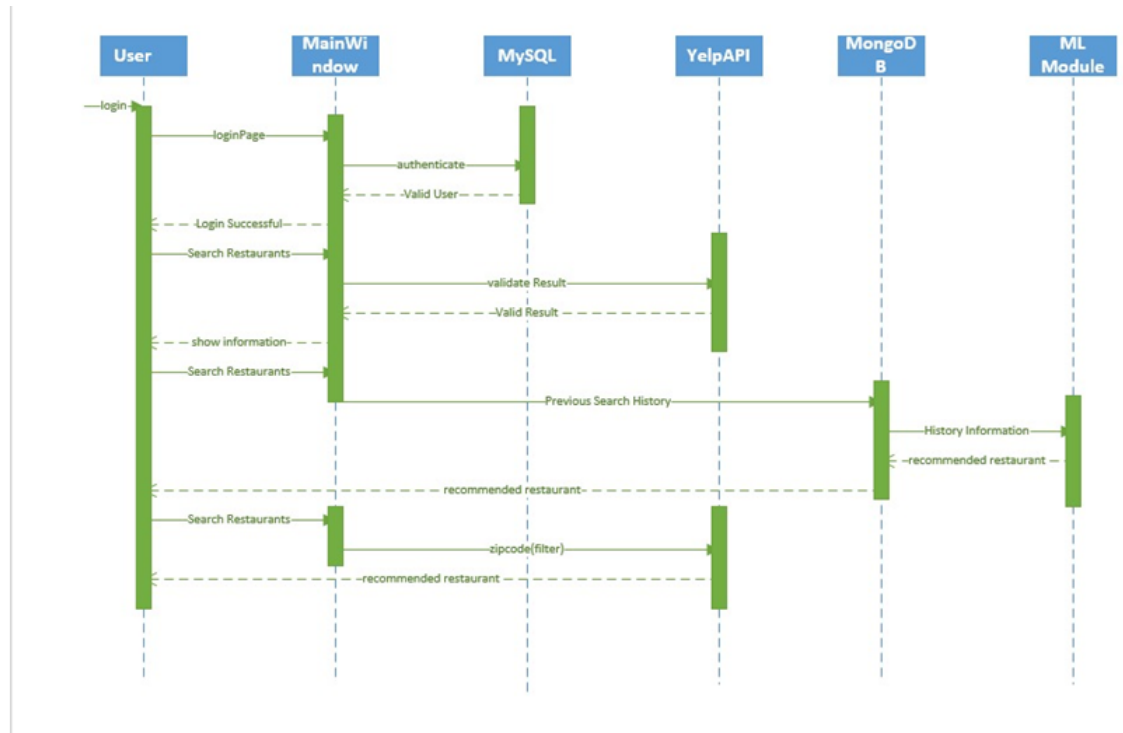 User
MainWi
ndow
MySQL
YelpAPI
MongoD
B
ML
Module
login
loginPage
authenticate
Valid User
Login Successful
Search Restaurants
validate Result
Valid Result
show information
Search Restaurants
Previous Search History
History Information
recommended restaurant
recommended restaurant
Search Restaurants
zipcode(filter)
recommended restaurant